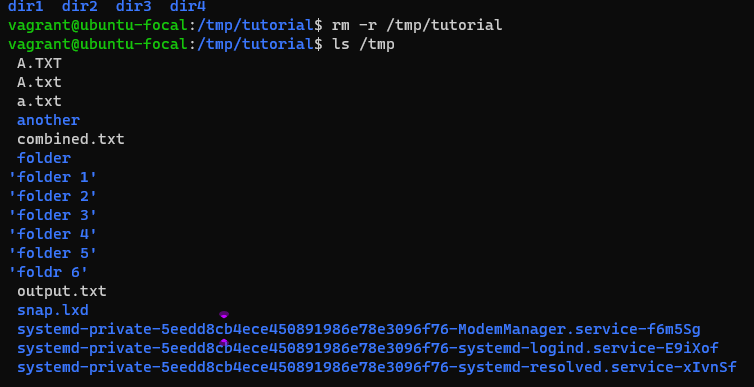 dir1  dir2  dir3  dir4
vagrant@ubuntu-focal:/tmp/tutorial$ rm -r /tmp/tutorial
vagrant@ubuntu-focal:/tmp/tutorial$ ls /tmp
A.TXT
A.txt
a.txt
another
combined.txt
folder
'folder 1'
'folder 2'
'folder 3'
'folder 4'
'folder 5'
'foldr 6'
output.txt
snap.lxd
systemd-private-5eedd8cb4ece450891986e78e3096f76-ModemManager.service-f6m5Sg
systemd-private-5eedd8cb4ece450891986e78e3096f76-systemd-logind.service-E9iXof
systemd-private-5eedd8cb4ece450891986e78e3096f76-systemd-resolved.service-xIvnSf